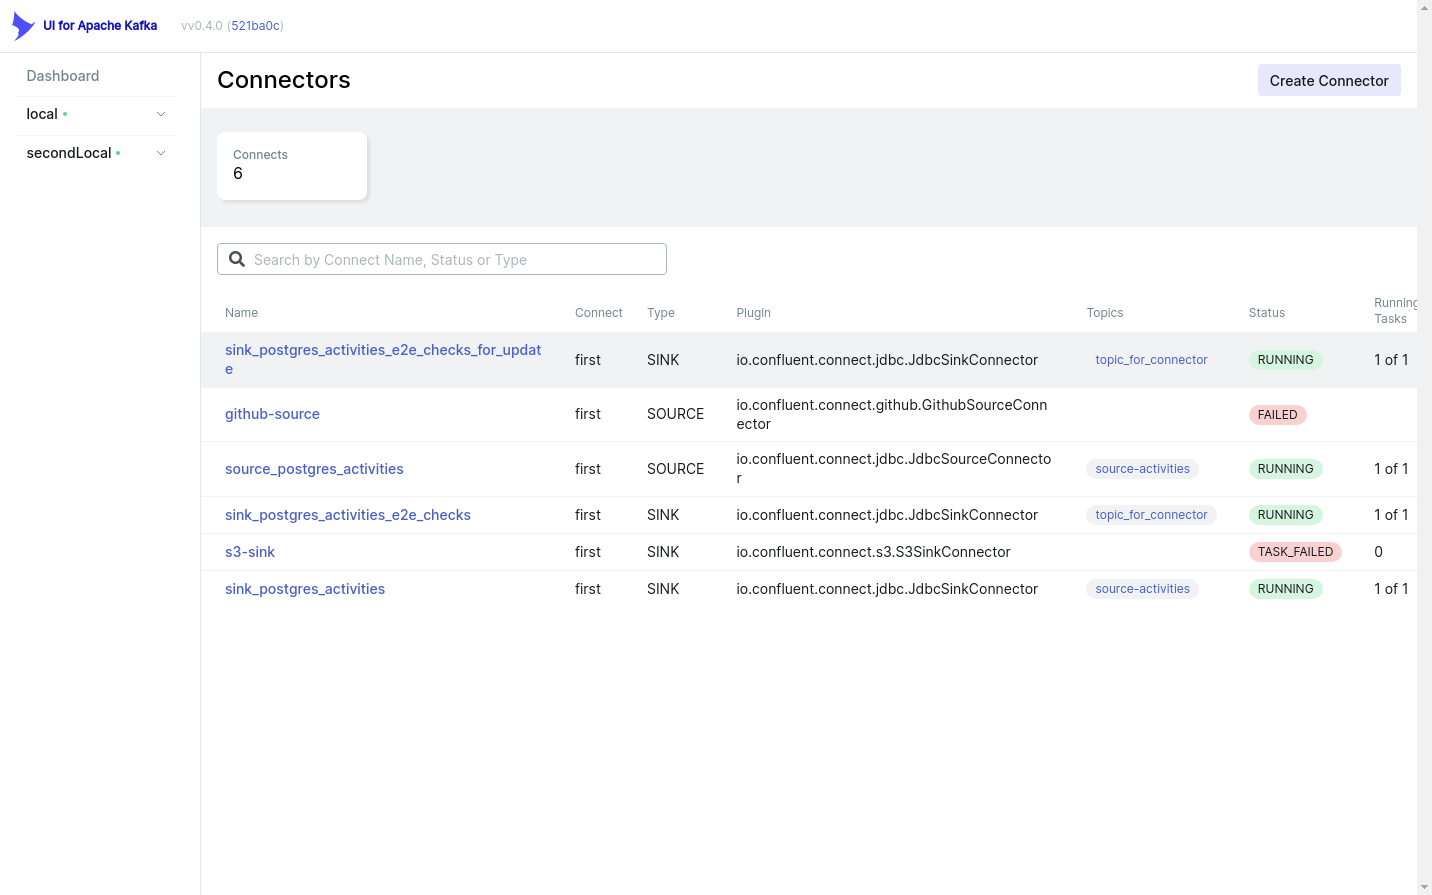 UI for Apache Kafka vv0.4.0 (521ba0c)
Dashboard
local
secondLocal
Connectors
Create Connector
Connects
6
Search by Connect Name, Status or Type
Name Connect Type Plugin Topics Status Running Tasks
sink_postgres_activities_e2e_checks_for_updat
e
first SINK io.confluent.connect.jdbc.JdbcSinkConnector topic_for_connector RUNNING 1 of 1
github-source first SOURCE io.confluent.connect.github.GithubSourceConn
ector
FAILED
source_postgres_activities first SOURCE io.confluent.connect.jdbc.JdbcSourceConnecto
r
source-activities RUNNING 1 of 1
sink_postgres_activities_e2e_checks first SINK io.confluent.connect.jdbc.JdbcSinkConnector topic_for_connector RUNNING 1 of 1
s3-sink first SINK io.confluent.connect.s3.S3SinkConnector TASK_FAILED 0
sink_postgres_activities first SINK io.confluent.connect.jdbc.JdbcSinkConnector source-activities RUNNING 1 of 1